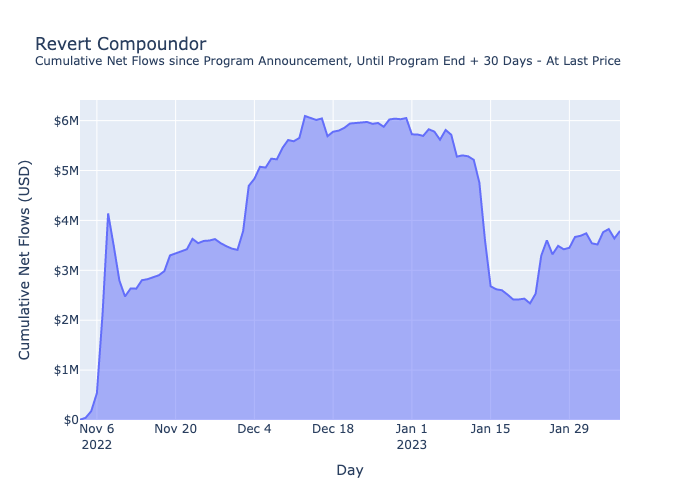 Revert Compoundor
Cumulative Net Flows since Program Announcement, Until Program End + 30 Days - At Last Price
Cumulative Net Flows (USD)
$6M
$5M
$4M
$3M
$2M
$1M
$0
Nov 6
2022
Nov 20
Dec 4
Dec 18
Jan 1
2023
Jan 15
Jan 29
Day